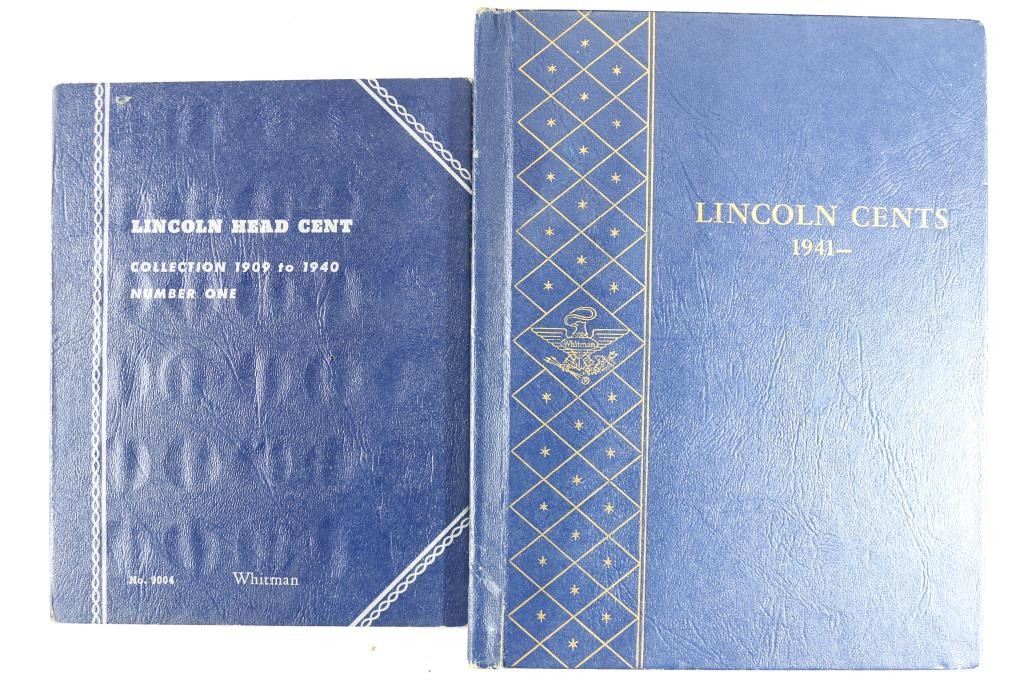 LINCOLN HEAD CENT
COLLECTION 1909 to 1940
NUMBER ONE
No. 9004
Whitman
LINCOLN CENTS
1941—
Whitman
®